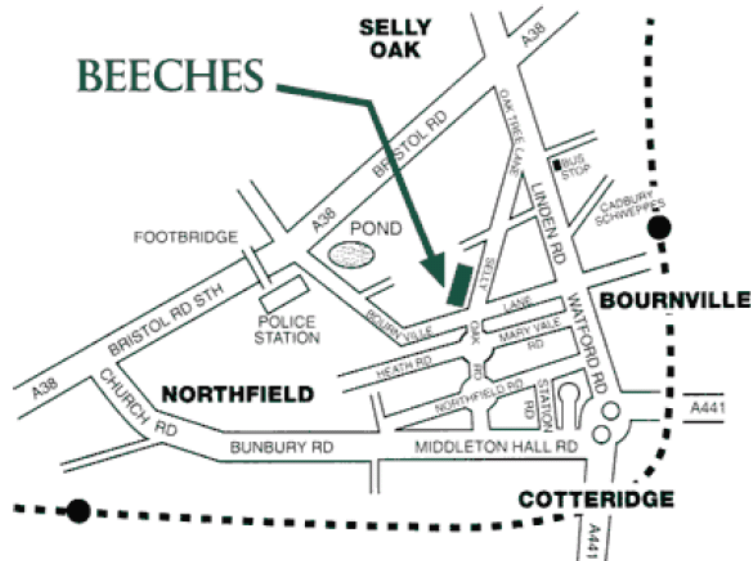 SELLY
OAK
A38
BEECHES
OAK TREE LANE
BRISTOL RD
BUS
STOP
LINDEN RD
CADBURY
SCHWEPPES
A38
POND
FOOTBRIDGE
SELLY
BRISTOL RD STH
POLICE
STATION
BOURNVILLE
LANE
OAK
RD
MARY VALE
RD
WATFORD RD
BOURNVILLE
HEATH RD
A38
CHURCH RD
NORTHFIELD
NORTHFIELD RD
STATION
RD
A441
BUNBURY RD
MIDDLETON HALL RD
COTTERIDGE
A441